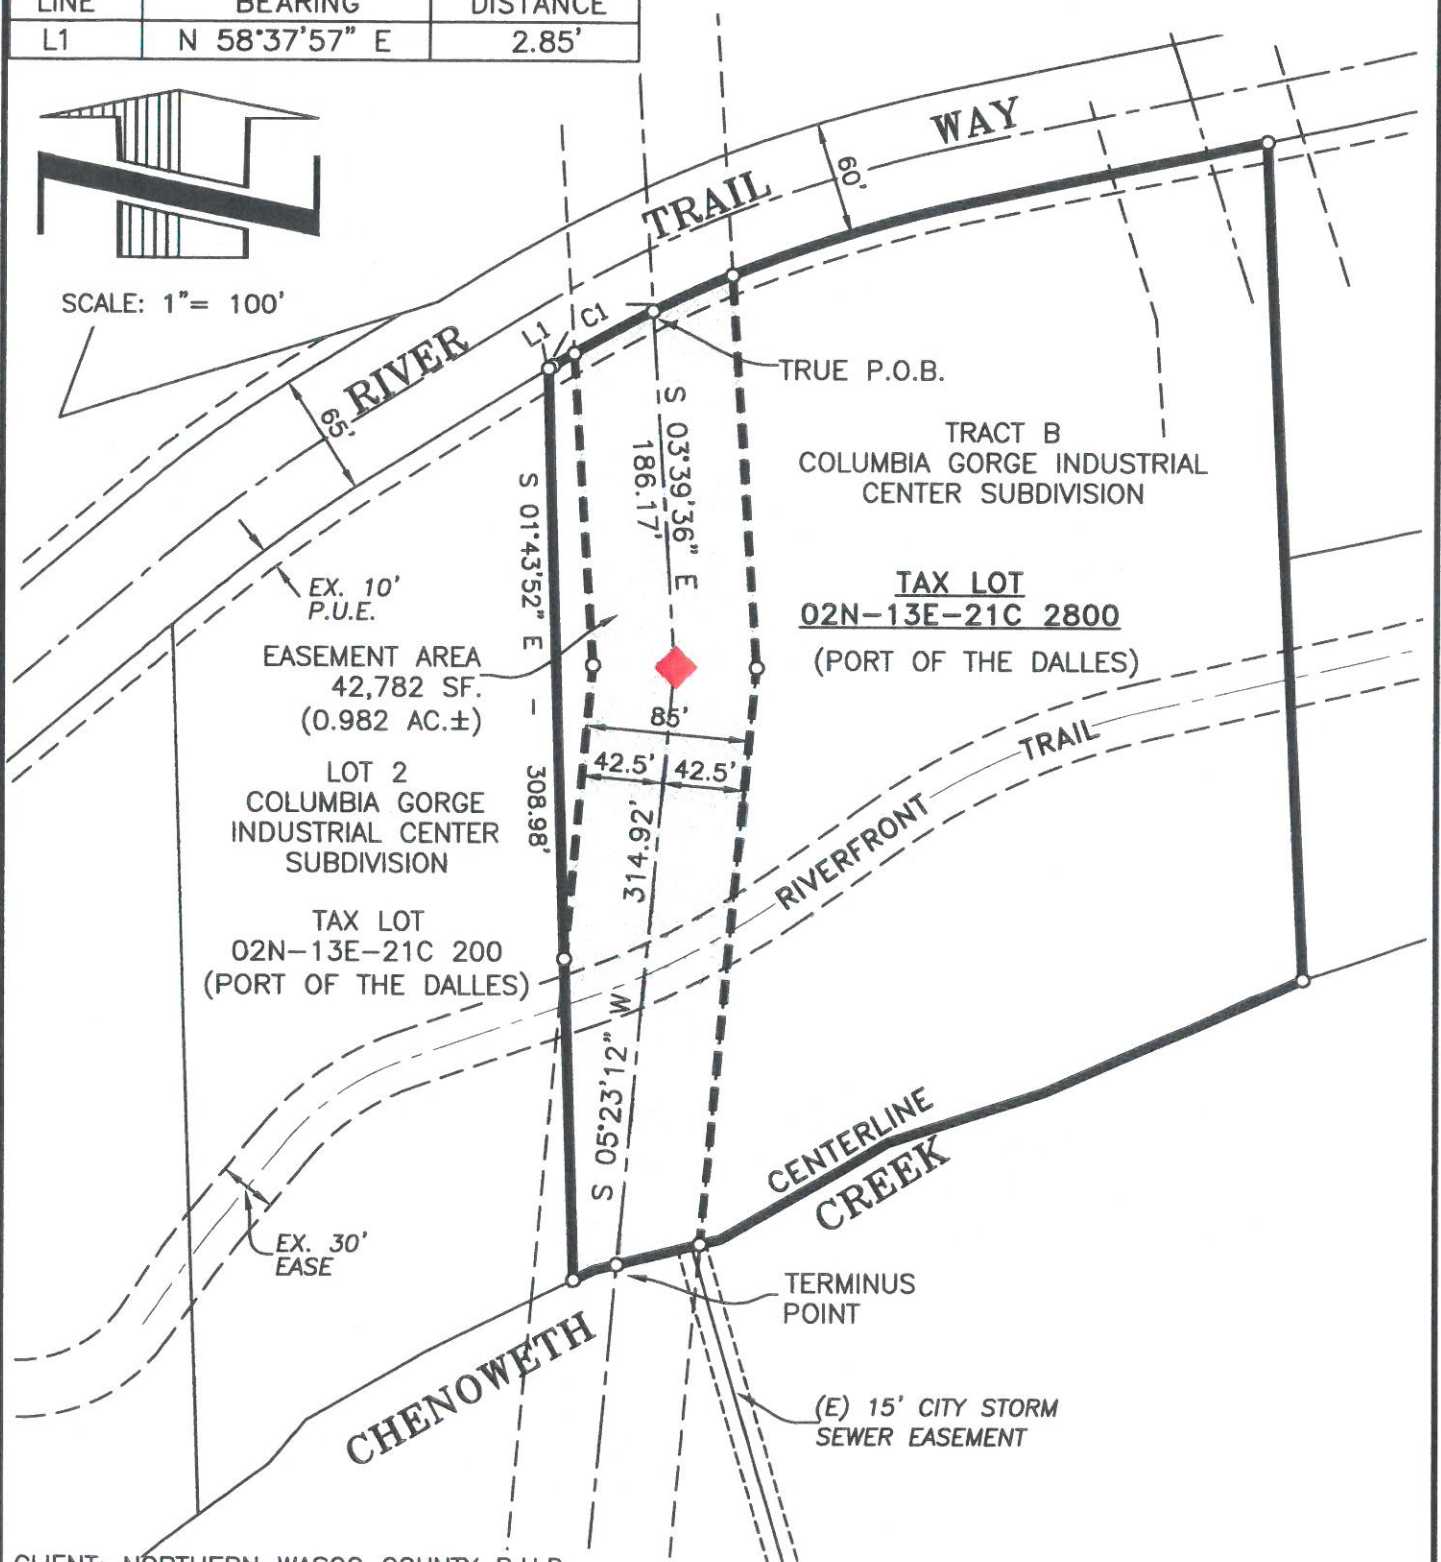 LINE BEARING DISTANCE
L1 N 58°37'57" E 2.85'
SCALE: 1"= 100'
RIVER TRAIL WAY
60'
65'
L1
C1
TRUE P.O.B.
S 03°39'36" E
186.17'
TRACT B
COLUMBIA GORGE INDUSTRIAL
CENTER SUBDIVISION
TAX LOT
02N-13E-21C 2800
(PORT OF THE DALLES)
S 01°43'52" E - 308.98'
EX. 10'
P.U.E.
EASEMENT AREA
42,782 SF.
(0.982 AC.±)
85'
42.5' 42.5'
LOT 2
COLUMBIA GORGE
INDUSTRIAL CENTER
SUBDIVISION
TAX LOT
02N-13E-21C 200
(PORT OF THE DALLES)
S 05°23'12" W
314.92'
RIVERFRONT TRAIL
EX. 30'
EASE
CENTERLINE
CHENOWETH CREEK
TERMINUS
POINT
(E) 15' CITY STORM
SEWER EASEMENT
CLIENT: NORTHERN WASCO COUNTY P.U.D.